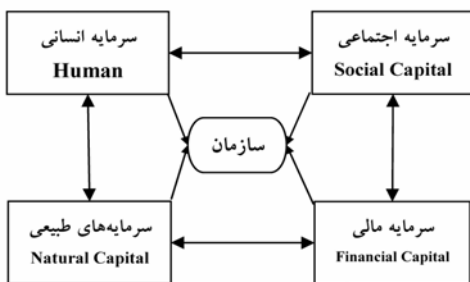 سرمایه انسانی
Human
سرمایه اجتماعی
Social Capital
سازمان
سرمایه‌های طبیعی
Natural Capital
سرمایه مالی
Financial Capital